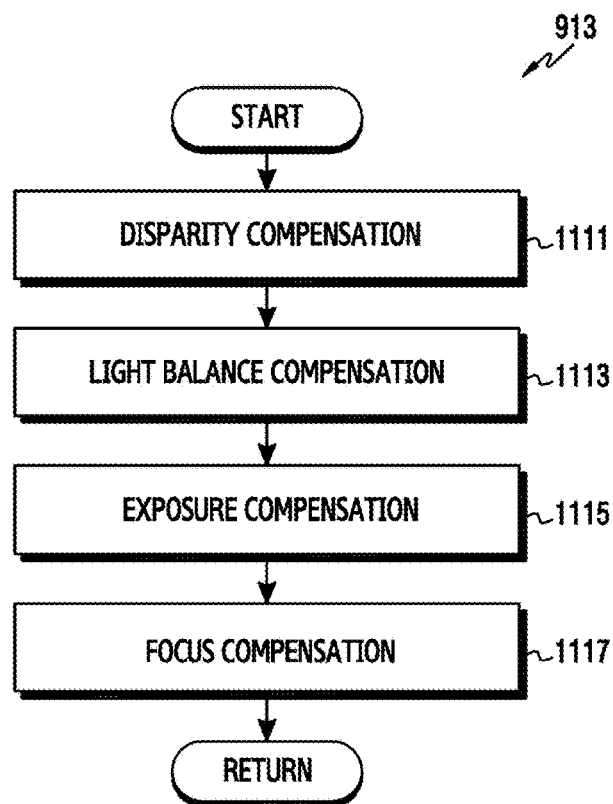 913
START
DISPARITY COMPENSATION
1111
LIGHT BALANCE COMPENSATION
1113
EXPOSURE COMPENSATION
1115
FOCUS COMPENSATION
1117
RETURN